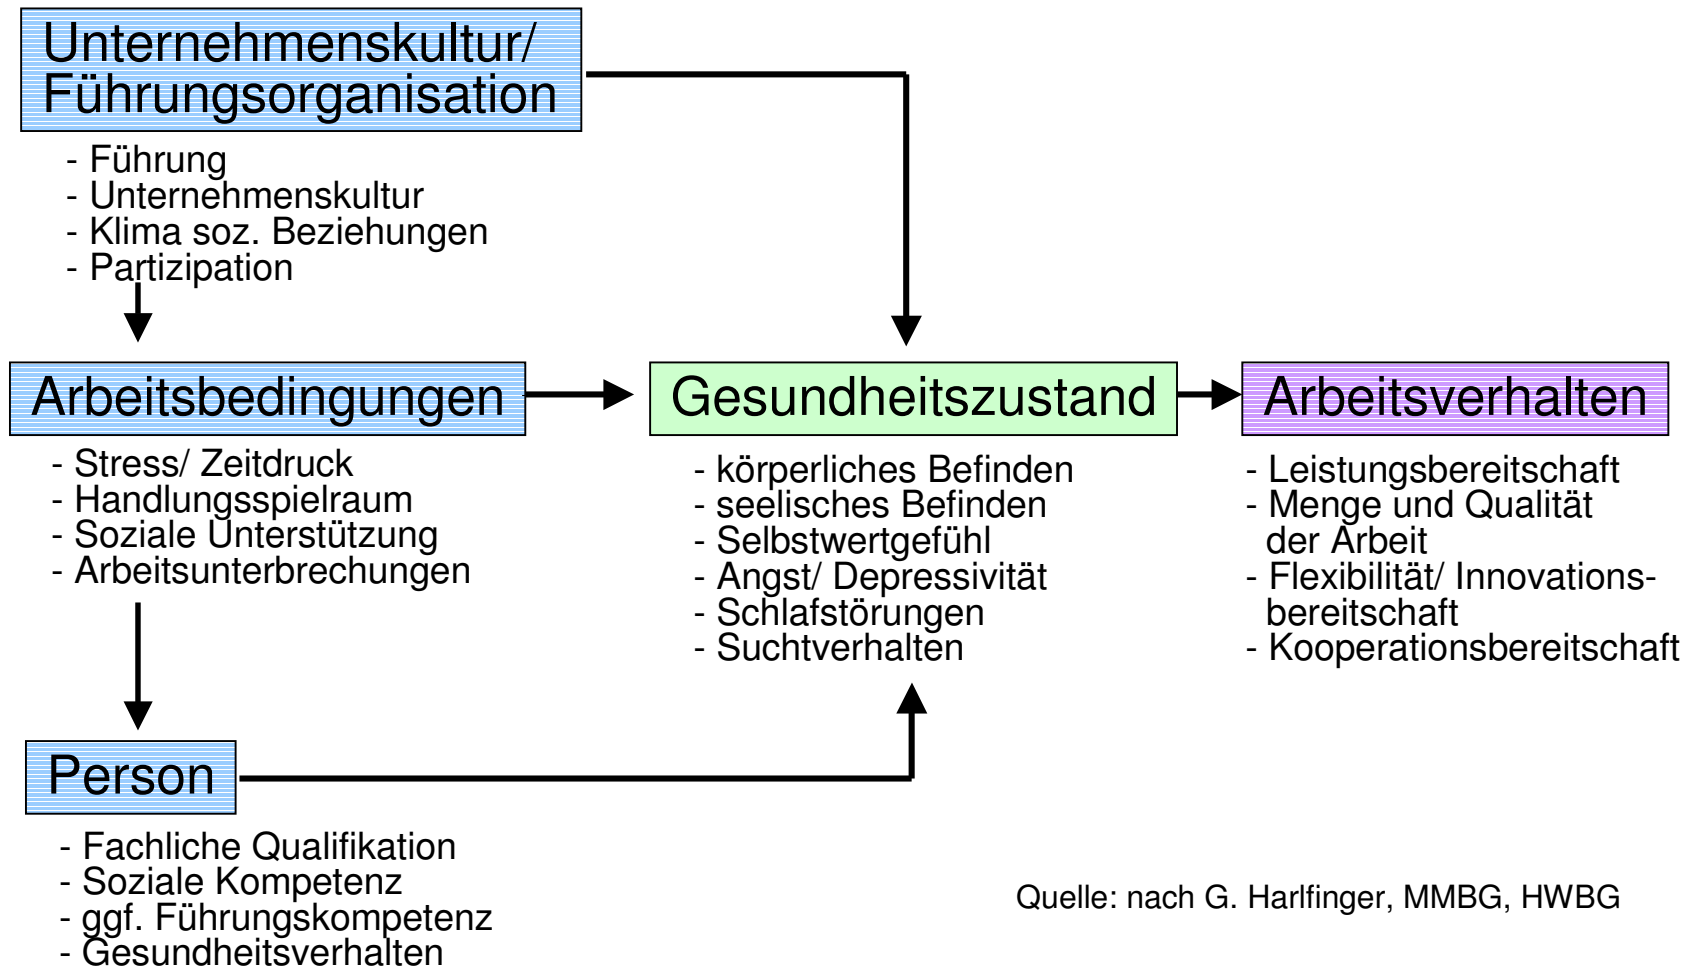 Unternehmenskultur/
Führungsorganisation
- Führung
- Unternehmenskultur
- Klima soz. Beziehungen
- Partizipation
Arbeitsbedingungen
- Stress/ Zeitdruck
- Handlungsspielraum
- Soziale Unterstützung
- Arbeitsunterbrechungen
Person
- Fachliche Qualifikation
- Soziale Kompetenz
- ggf. Führungskompetenz
- Gesundheitsverhalten
Gesundheitszustand
- körperliches Befinden
- seelisches Befinden
- Selbstwertgefühl
- Angst/ Depressivität
- Schlafstörungen
- Suchtverhalten
Arbeitsverhalten
- Leistungsbereitschaft
- Menge und Qualität
der Arbeit
- Flexibilität/ Innovations-
bereitschaft
- Kooperationsbereitschaft
Quelle: nach G. Harlfinger, MMBG, HWBG